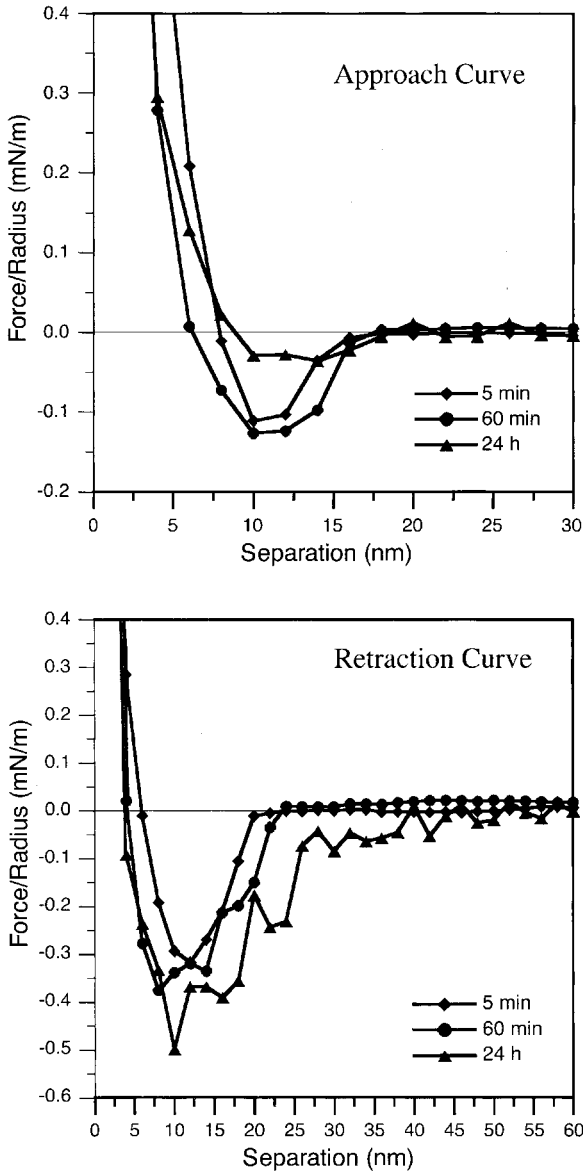 0.4
Approach Curve
0.3
0.2
0.1
0.0
-0.1
-0.2
Force/Radius (mN/m)
5 min
60 min
24 h
0 5 10 15 20 25 30
Separation (nm)
0.4
Retraction Curve
0.3
0.2
0.1
0.0
-0.1
-0.2
-0.3
-0.4
-0.5
-0.6
Force/Radius (mN/m)
5 min
60 min
24 h
0 5 10 15 20 25 30 35 40 45 50 55 60
Separation (nm)